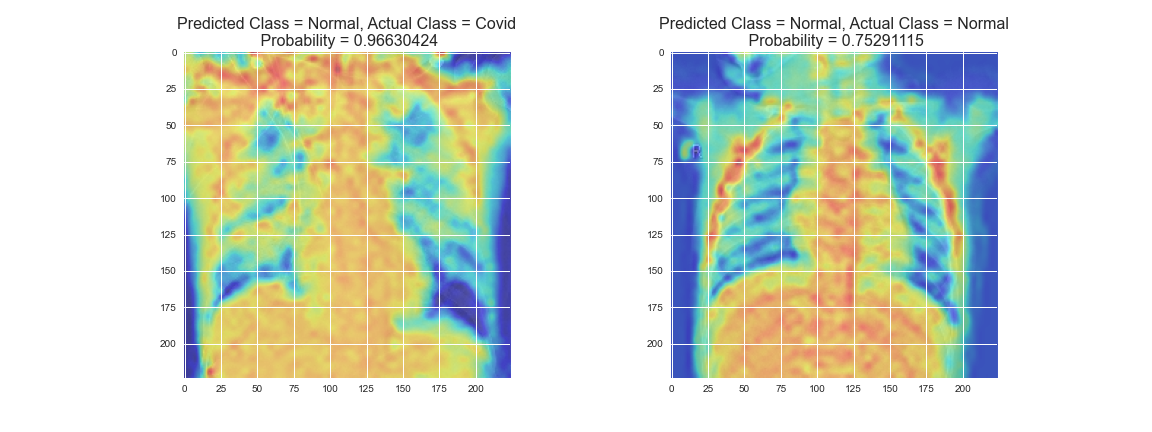 Predicted Class = Normal, Actual Class = Covid
Probability = 0.96630424
0
25
50
75
100
125
150
175
200
0 25 50 75 100 125 150 175 200
Predicted Class = Normal, Actual Class = Normal
Probability = 0.75291115
0
25
50
75
100
125
150
175
200
R
0 25 50 75 100 125 150 175 200